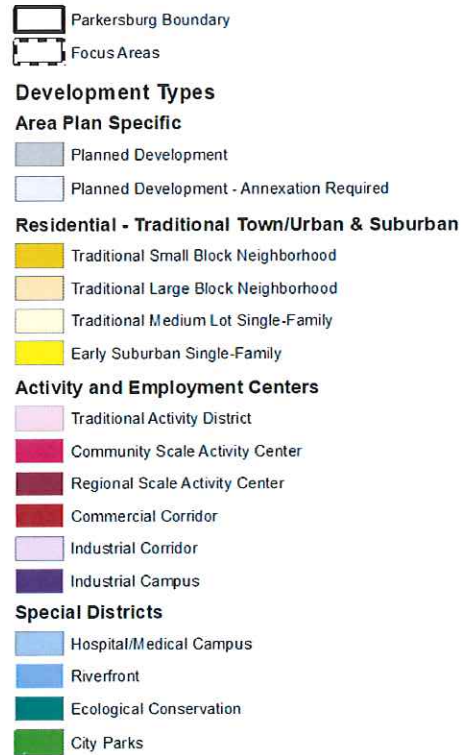 Parkersburg Boundary
Focus Areas
Development Types
Area Plan Specific
Planned Development
Planned Development - Annexation Required
Residential - Traditional Town/Urban & Suburban
Traditional Small Block Neighborhood
Traditional Large Block Neighborhood
Traditional Medium Lot Single-Family
Early Suburban Single-Family
Activity and Employment Centers
Traditional Activity District
Community Scale Activity Center
Regional Scale Activity Center
Commercial Corridor
Industrial Corridor
Industrial Campus
Special Districts
Hospital/Medical Campus
Riverfront
Ecological Conservation
City Parks